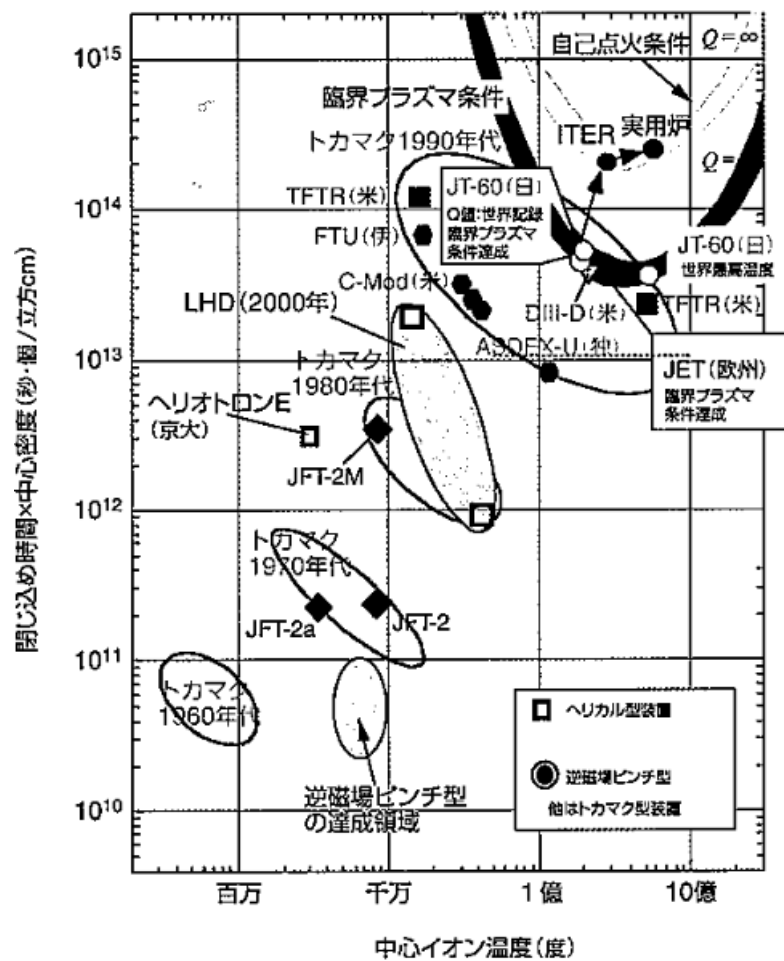 閉じ込め時間×中心密度(秒・個/立方cm)
10¹⁵
10¹⁴
10¹³
10¹²
10¹¹
10¹⁰
自己点火条件
Q=∞
臨界プラズマ条件
ITER
実用炉
トカマク1990年代
Q=
TFTR(米)
JT-60(日)
Q値:世界記録
臨界プラズマ
条件達成
FTU(伊)
JT-60(日)
世界最高温度
C-Mod(米)
LHD(2000年)
DIII-D(米)
TFTR(米)
ASDEX-U(独)
トカマク
1980年代
JET(欧州)
臨界プラズマ
条件達成
ヘリオトロンE
(京大)
JFT-2M
トカマク
1970年代
JFT-2a
JFT-2
トカマク
1960年代
逆磁場ピンチ型
の達成領域
ヘリカル型装置
逆磁場ピンチ型
他はトカマク型装置
百万
千万
1億
10億
中心イオン温度(度)